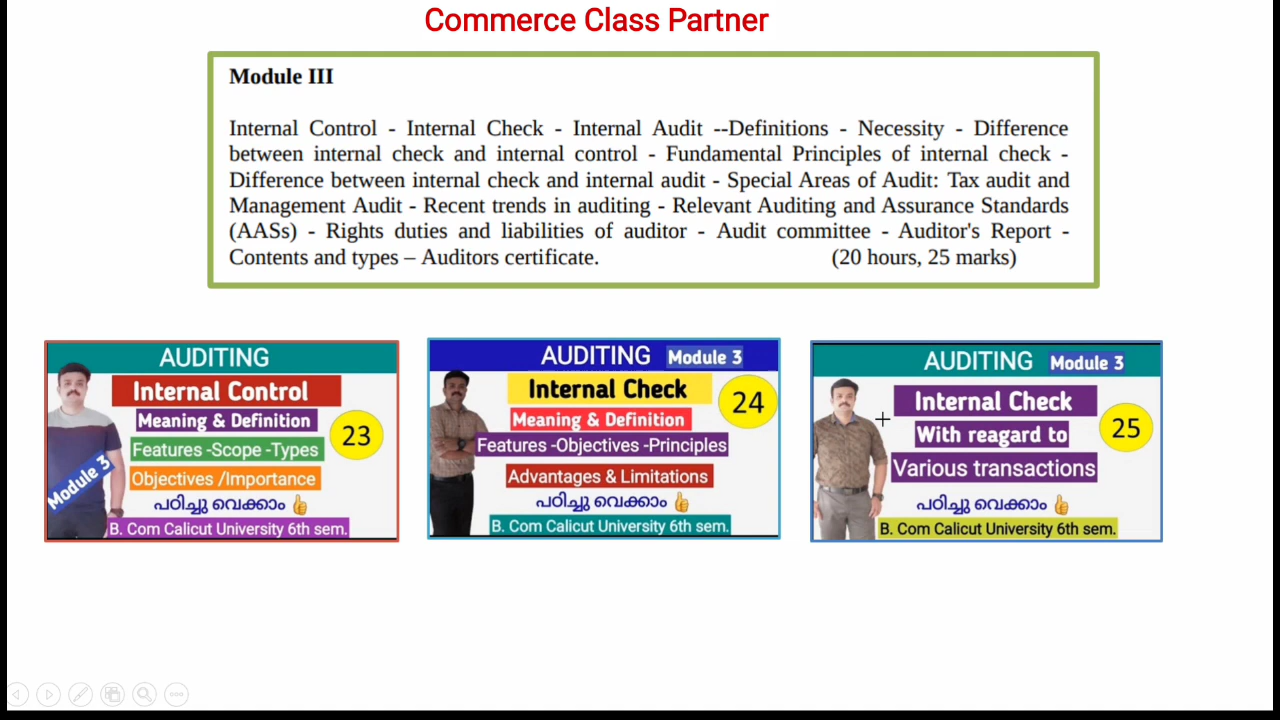 Commerce Class Partner
Module III
Internal Control - Internal Check - Internal Audit --Definitions - Necessity - Difference
between internal check and internal control - Fundamental Principles of internal check -
Difference between internal check and internal audit - Special Areas of Audit: Tax audit and
Management Audit - Recent trends in auditing - Relevant Auditing and Assurance Standards
(AASs) - Rights duties and liabilities of auditor - Audit committee - Auditor's Report -
Contents and types – Auditors certificate. (20 hours, 25 marks)
AUDITING
Internal Control
Meaning & Definition
23
Features -Scope -Types
Objectives /Importance
Module 3
പഠിച്ചു വെക്കാം 👍
B. Com Calicut University 6th sem.
AUDITING Module 3
Internal Check
24
Meaning & Definition
Features -Objectives -Principles
Advantages & Limitations
പഠിച്ചു വെക്കാം 👍
B. Com Calicut University 6th sem.
AUDITING Module 3
Internal Check
25
With reagard to
Various transactions
പഠിച്ചു വെക്കാം 👍
B. Com Calicut University 6th sem.